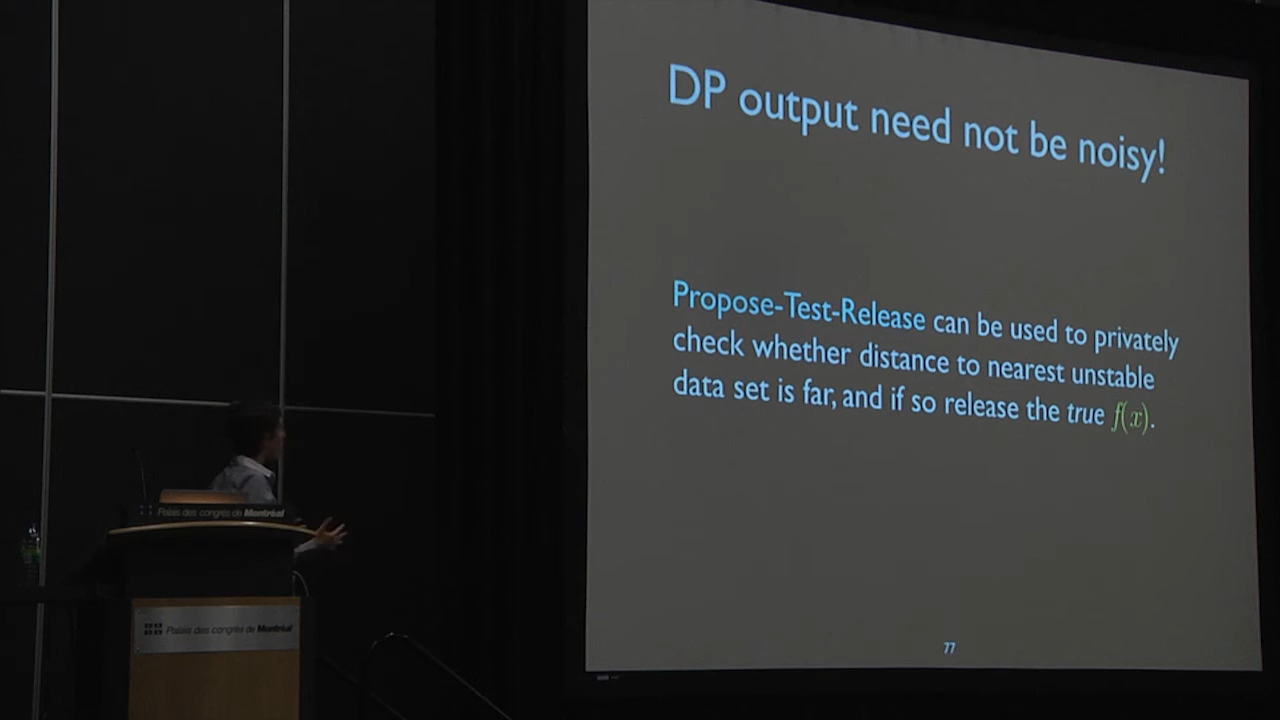 DP output need not be noisy!
Propose-Test-Release can be used to privately
check whether distance to nearest unstable
data set is far, and if so release the true f(x).
77
Palais des congrès de Montréal
Palais des congrès de Montréal